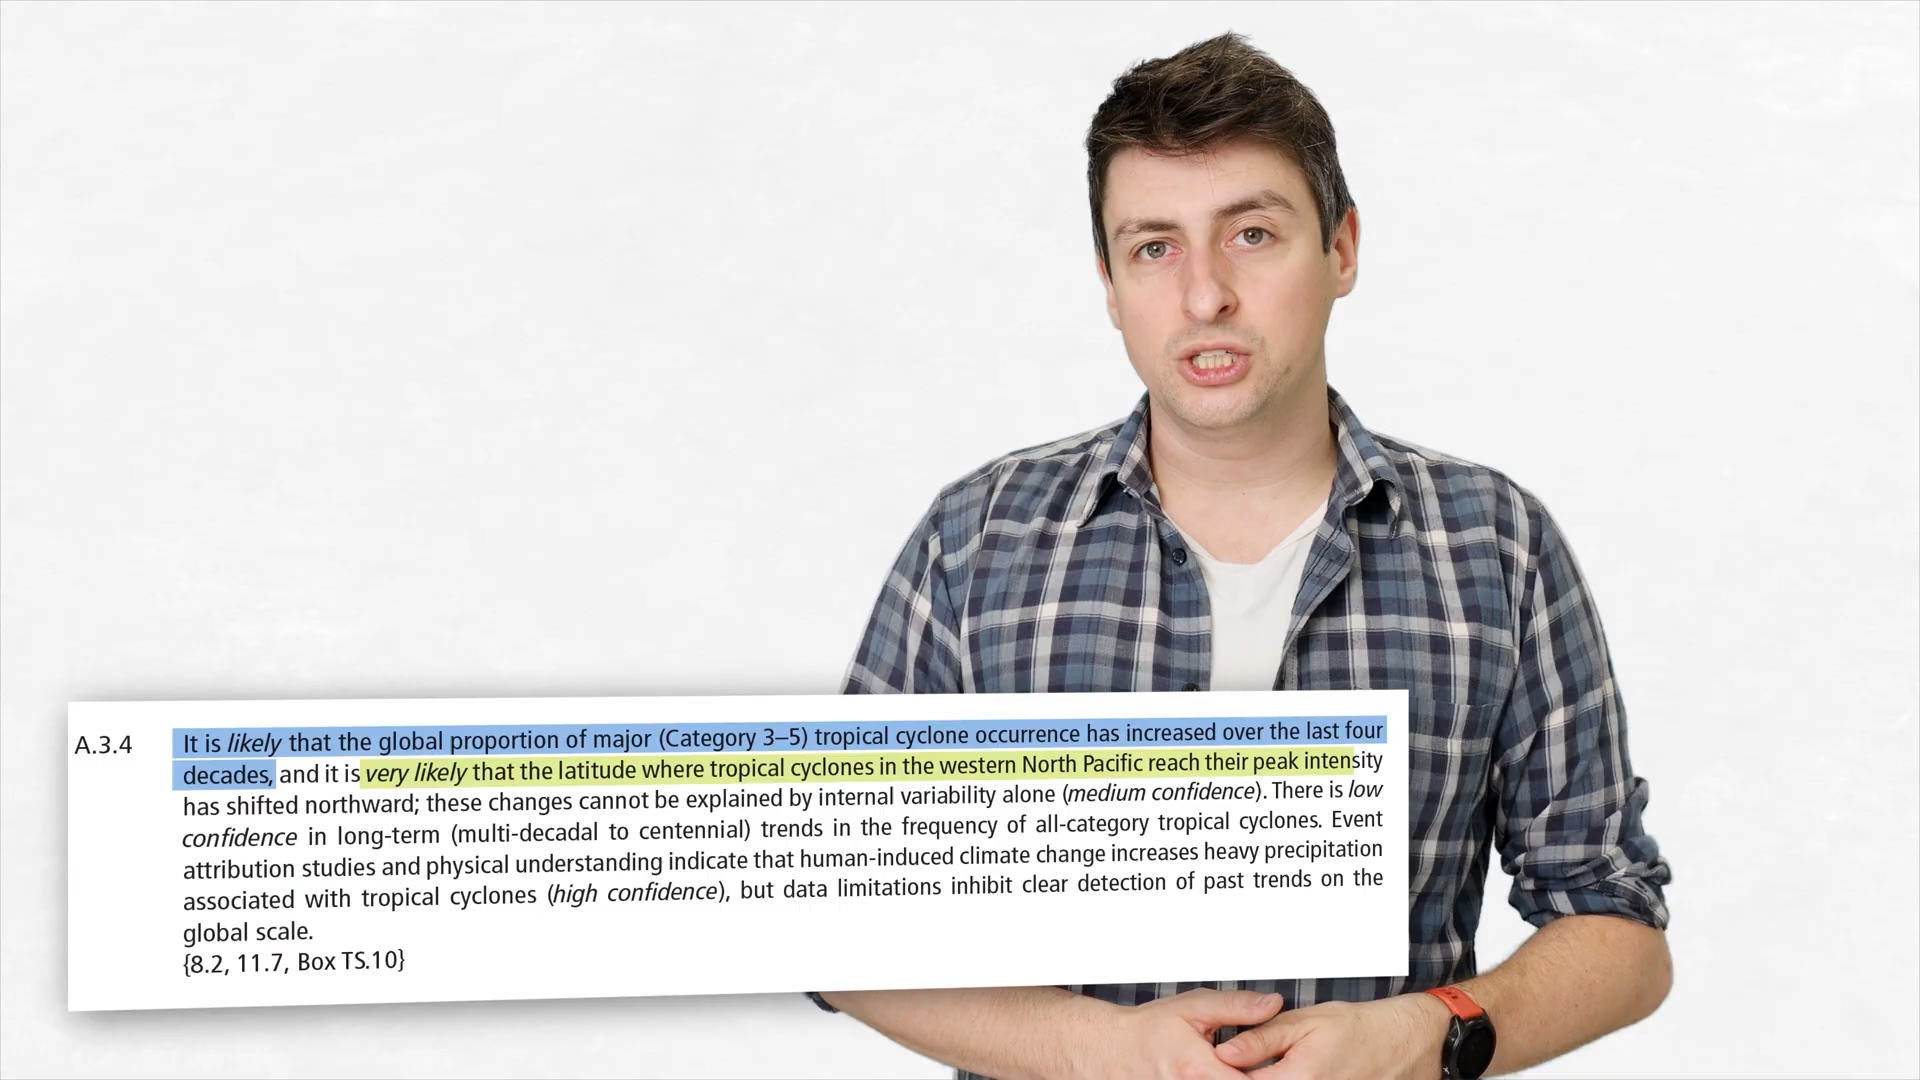 A.3.4 It is likely that the global proportion of major (Category 3–5) tropical cyclone occurrence has increased over the last four
decades, and it is very likely that the latitude where tropical cyclones in the western North Pacific reach their peak intensity
has shifted northward; these changes cannot be explained by internal variability alone (medium confidence). There is low
confidence in long-term (multi-decadal to centennial) trends in the frequency of all-category tropical cyclones. Event
attribution studies and physical understanding indicate that human-induced climate change increases heavy precipitation
associated with tropical cyclones (high confidence), but data limitations inhibit clear detection of past trends on the
global scale.
{8.2, 11.7, Box TS.10}